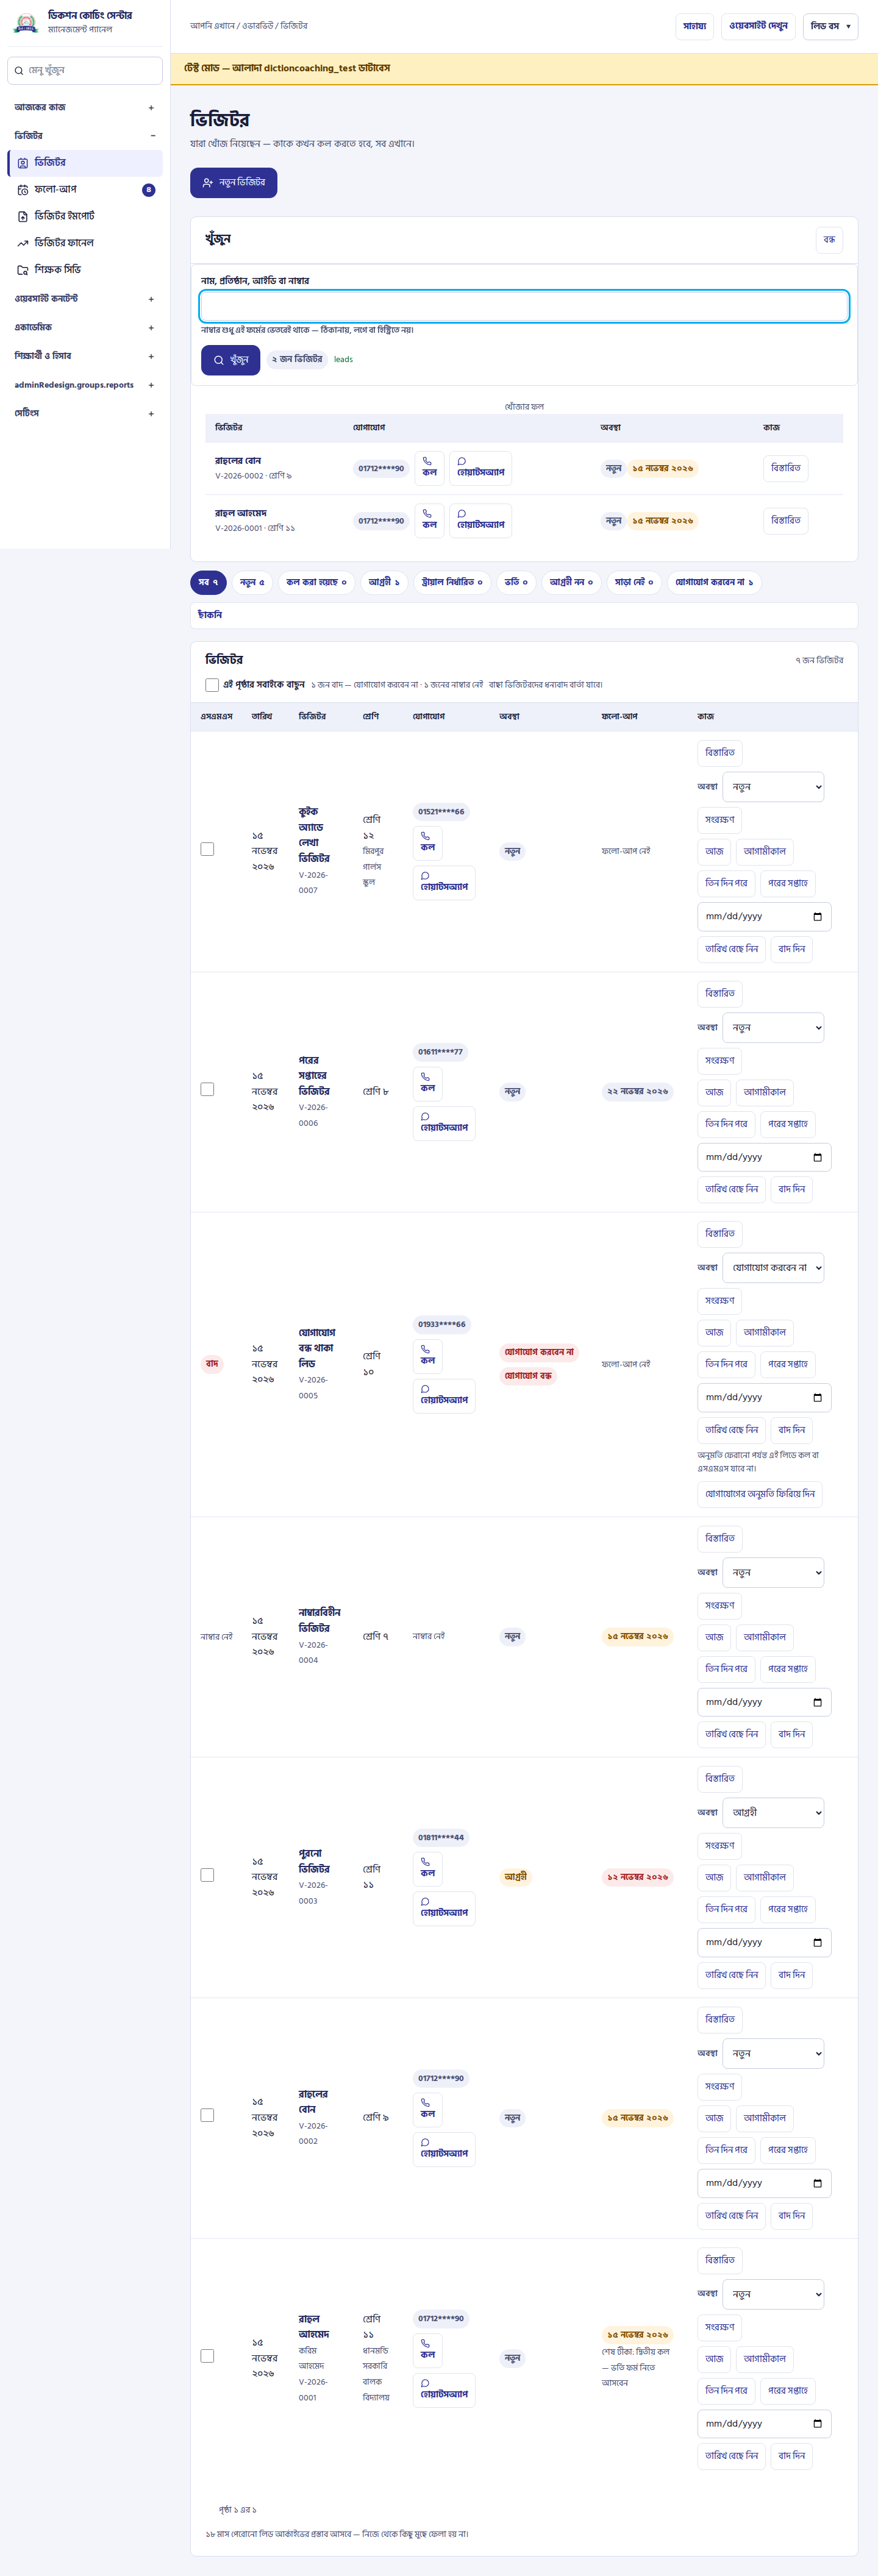 ডিকশন কোচিং সেন্টার
ম্যানেজমেন্ট প্যানেল
মেনু খুঁজুন
আজকের কাজ +
ভিজিটর −
ভিজিটর
ফলো-আপ 8
ভিজিটর ইমপোর্ট
ভিজিটর ফানেল
শিক্ষক সিভি
ওয়েবসাইট কনটেন্ট +
একাডেমিক +
শিক্ষার্থী ও হিসাব +
adminRedesign.groups.reports +
সেটিংস +
আপনি এখানে / ওভারভিউ / ভিজিটর
সাহায্য ওয়েবসাইট দেখুন লিড বস
টেস্ট মোড — আলাদা dictioncoaching_test ডাটাবেস
ভিজিটর
যারা খোঁজ নিয়েছেন — কাকে কখন কল করতে হবে, সব এখানে।
নতুন ভিজিটর
খুঁজুন বন্ধ
নাম, প্রতিষ্ঠান, আইডি বা নাম্বার
নাম্বার শুধু এই ফর্মের ভেতরেই থাকে — ঠিকানায়, লগে বা হিস্ট্রিতে নয়।
খুঁজুন ২ জন ভিজিটর leads
খোঁজার ফল
ভিজিটর যোগাযোগ অবস্থা কাজ
রাহুলের বোন
V-2026-0002 · শ্রেণি ৯
01712****90 কল হোয়াটসঅ্যাপ নতুন ১৫ নভেম্বর ২০২৬ বিস্তারিত
রাহুল আহমেদ
V-2026-0001 · শ্রেণি ১১
01712****90 কল হোয়াটসঅ্যাপ নতুন ১৫ নভেম্বর ২০২৬ বিস্তারিত
সব ৭ নতুন ৫ কল করা হয়েছে ০ আগ্রহী ১ ট্রায়াল নির্ধারিত ০ ভর্তি ০ আগ্রহী নন ০ সাড়া নেই ০ যোগাযোগ করবেন না ১
ছাঁকনি
ভিজিটর ৭ জন ভিজিটর
এই পৃষ্ঠার সবাইকে বাছুন ১ জন বাদ — যোগাযোগ করবেন না · ১ জনের নাম্বার নেই বাছা ভিজিটরদের ধন্যবাদ বার্তা যাবে।
এসএমএস তারিখ ভিজিটর শ্রেণি যোগাযোগ অবস্থা ফলো-আপ কাজ
১৫ নভেম্বর ২০২৬
কুইক অ্যাডে লেখা ভিজিটর
V-2026-0007
শ্রেণি ১২
মিরপুর গার্লস স্কুল
01521****66
কল
হোয়াটসঅ্যাপ
নতুন
ফলো-আপ নেই
বিস্তারিত
অবস্থা নতুন
সংরক্ষণ
আজ আগামীকাল
তিন দিন পরে পরের সপ্তাহে
mm/dd/yyyy
তারিখ বেছে নিন বাদ দিন
১৫ নভেম্বর ২০২৬
পরের সপ্তাহের ভিজিটর
V-2026-0006
শ্রেণি ৮
01611****77
কল
হোয়াটসঅ্যাপ
নতুন
২২ নভেম্বর ২০২৬
বিস্তারিত
অবস্থা নতুন
সংরক্ষণ
আজ আগামীকাল
তিন দিন পরে পরের সপ্তাহে
mm/dd/yyyy
তারিখ বেছে নিন বাদ দিন
বাদ
১৫ নভেম্বর ২০২৬
যোগাযোগ বন্ধ থাকা লিড
V-2026-0005
শ্রেণি ১০
01933****66
কল
হোয়াটসঅ্যাপ
যোগাযোগ করবেন না
যোগাযোগ বন্ধ
ফলো-আপ নেই
বিস্তারিত
অবস্থা যোগাযোগ করবেন না
সংরক্ষণ
আজ আগামীকাল
তিন দিন পরে পরের সপ্তাহে
mm/dd/yyyy
তারিখ বেছে নিন বাদ দিন
অনুমতি ফেরানো পর্যন্ত এই লিডে কল বা
এসএমএস যাবে না।
যোগাযোগের অনুমতি ফিরিয়ে দিন
নাম্বার নেই
১৫ নভেম্বর ২০২৬
নাম্বারবিহীন ভিজিটর
V-2026-0004
শ্রেণি ৭
নাম্বার নেই
নতুন
১৫ নভেম্বর ২০২৬
বিস্তারিত
অবস্থা নতুন
সংরক্ষণ
আজ আগামীকাল
তিন দিন পরে পরের সপ্তাহে
mm/dd/yyyy
তারিখ বেছে নিন বাদ দিন
১৫ নভেম্বর ২০২৬
পুরনো ভিজিটর
V-2026-0003
শ্রেণি ১১
01811****44
কল
হোয়াটসঅ্যাপ
আগ্রহী
১২ নভেম্বর ২০২৬
বিস্তারিত
অবস্থা আগ্রহী
সংরক্ষণ
আজ আগামীকাল
তিন দিন পরে পরের সপ্তাহে
mm/dd/yyyy
তারিখ বেছে নিন বাদ দিন
১৫ নভেম্বর ২০২৬
রাহুলের বোন
V-2026-0002
শ্রেণি ৯
01712****90
কল
হোয়াটসঅ্যাপ
নতুন
১৫ নভেম্বর ২০২৬
বিস্তারিত
অবস্থা নতুন
সংরক্ষণ
আজ আগামীকাল
তিন দিন পরে পরের সপ্তাহে
mm/dd/yyyy
তারিখ বেছে নিন বাদ দিন
১৫ নভেম্বর ২০২৬
রাহুল আহমেদ
করিম আহমেদ
V-2026-0001
শ্রেণি ১১
ধানমন্ডি সরকারি বালক বিদ্যালয়
01712****90
কল
হোয়াটসঅ্যাপ
নতুন
১৫ নভেম্বর ২০২৬
শেষ টীকা: দ্বিতীয় কল
— ভর্তি ফর্ম নিতে
আসবেন
বিস্তারিত
অবস্থা নতুন
সংরক্ষণ
আজ আগামীকাল
তিন দিন পরে পরের সপ্তাহে
mm/dd/yyyy
তারিখ বেছে নিন বাদ দিন
পৃষ্ঠা ১ এর ১
১৮ মাস পেরোনো লিড আর্কাইভের প্রস্তাব আসবে — নিজে থেকে কিছু মুছে ফেলা হয় না।